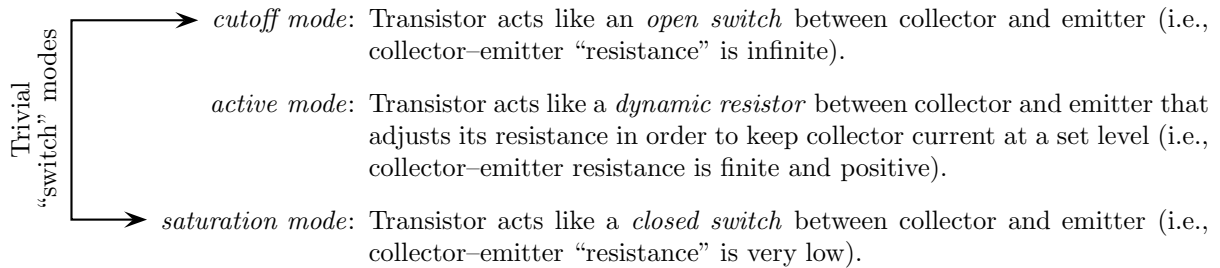 cutoff mode: Transistor acts like an open switch between collector and emitter (i.e.,
collector–emitter “resistance” is infinite).
Trivial
“switch” modes
active mode: Transistor acts like a dynamic resistor between collector and emitter that
adjusts its resistance in order to keep collector current at a set level (i.e.,
collector–emitter resistance is finite and positive).
saturation mode: Transistor acts like a closed switch between collector and emitter (i.e.,
collector–emitter “resistance” is very low).